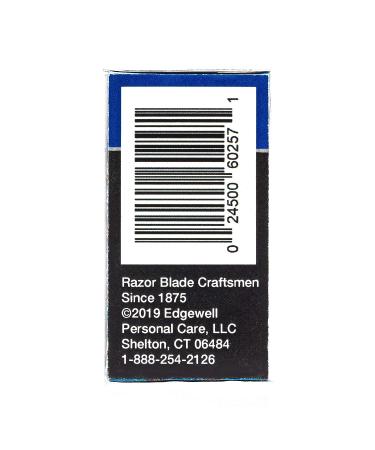 0 24500 60257 1
Razor Blade Craftsmen
Since 1875
©2019 Edgewell
Personal Care, LLC
Shelton, CT 06484
1-888-254-2126